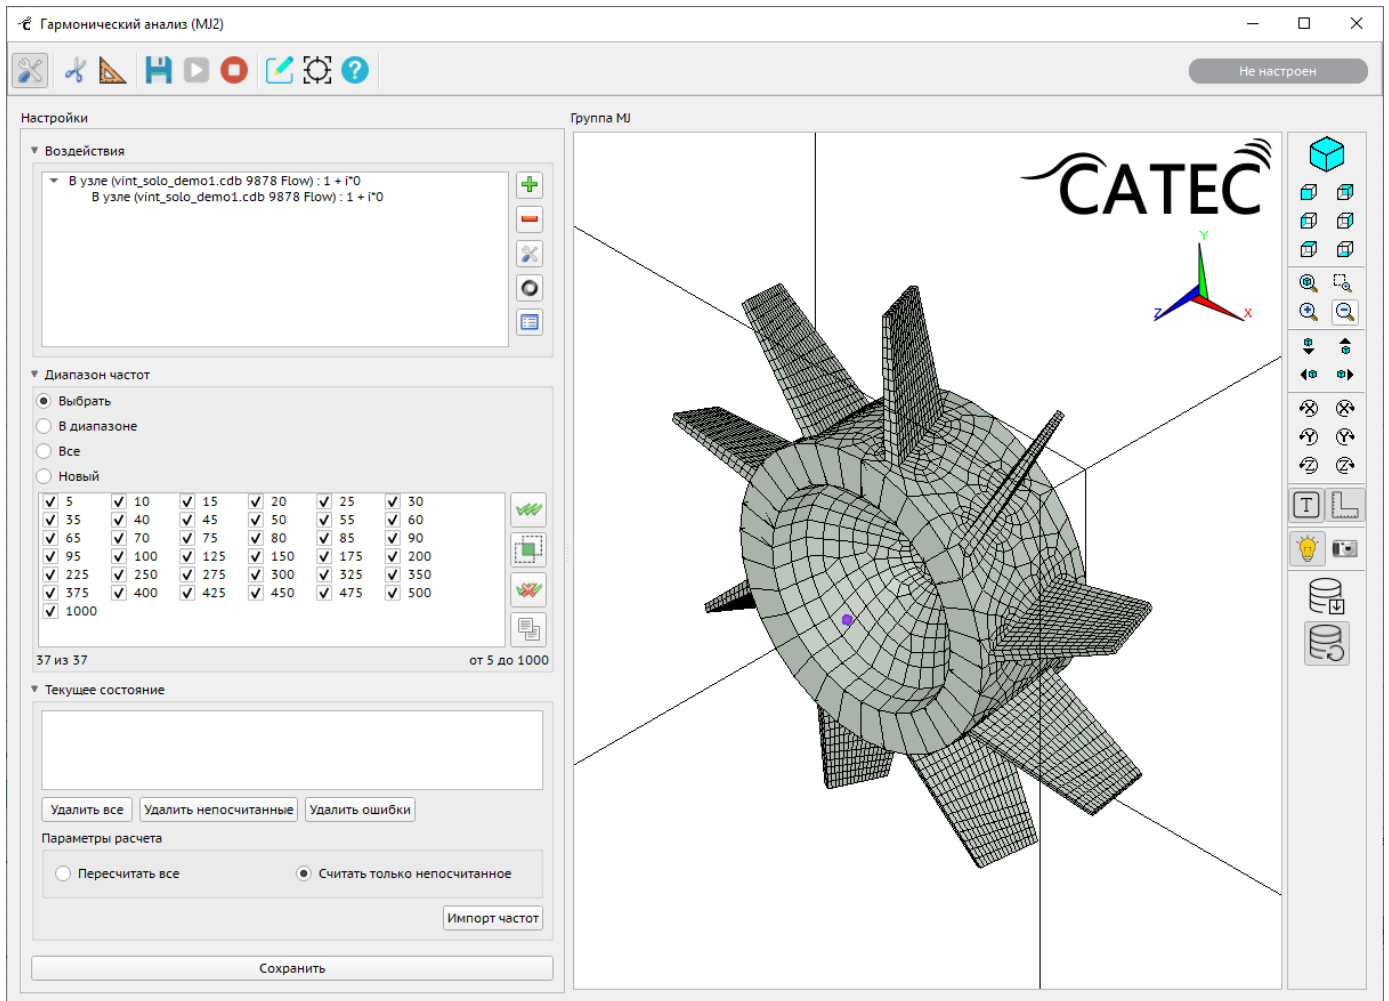 Гармонический анализ (MJ2)
Не настроен
Настройки
Группа MJ
Воздействия
В узле (vint_solo_demo1.cdb 9878 Flow) : 1 + i*0
В узле (vint_solo_demo1.cdb 9878 Flow) : 1 + i*0
Диапазон частот
Выбрать
В диапазоне
Все
Новый
5 10 15 20 25 30
35 40 45 50 55 60
65 70 75 80 85 90
95 100 125 150 175 200
225 250 275 300 325 350
375 400 425 450 475 500
1000
37 из 37 от 5 до 1000
Текущее состояние
Удалить все Удалить непосчитанные Удалить ошибки
Параметры расчета
Пересчитать все Считать только непосчитанное
Импорт частот
Сохранить
CATEC
Y
Z X
X X
Y Y
Z Z
T